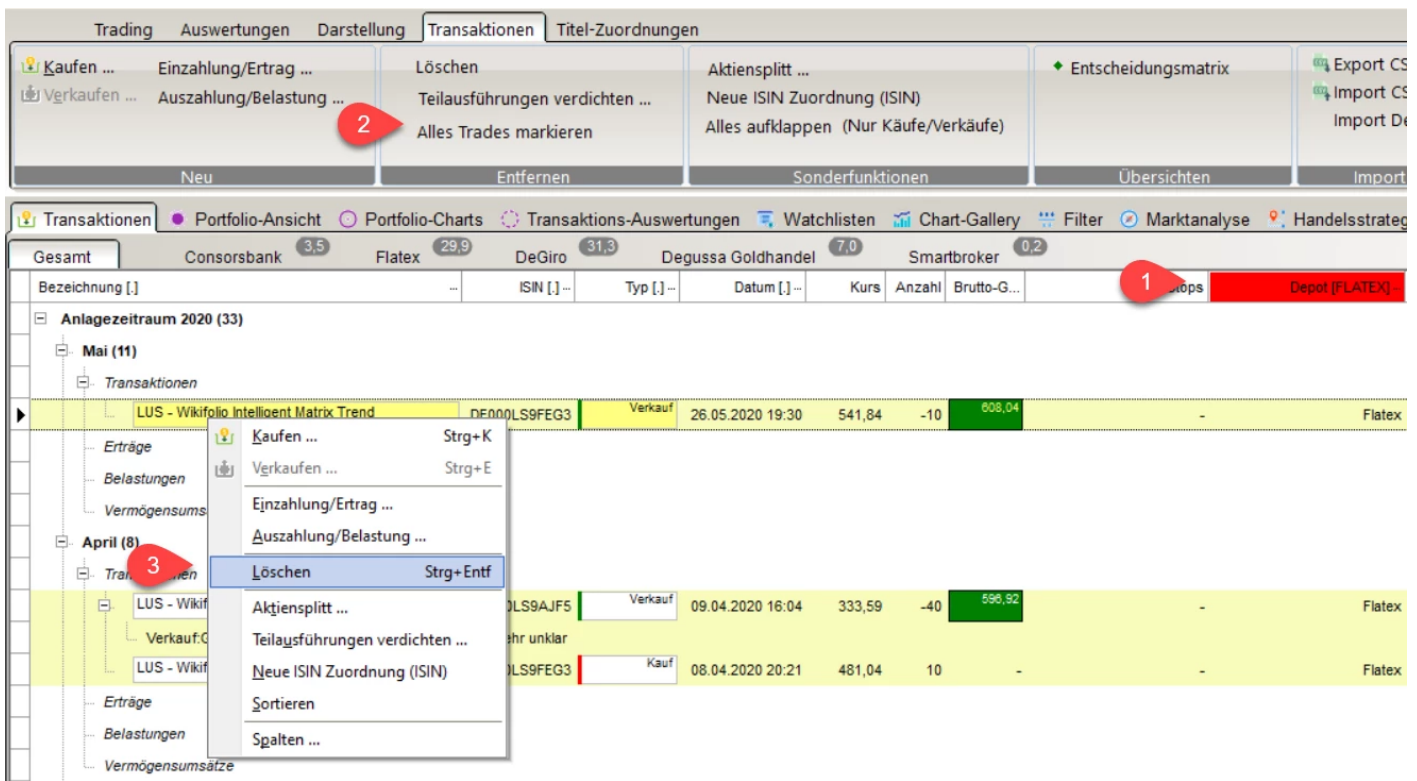 Trading Auswertungen Darstellung Transaktionen Titel-Zuordnungen
Kaufen ... Einzahlung/Ertrag ... Löschen Aktiensplitt ... Entscheidungsmatrix Export CS
Verkaufen ... Auszahlung/Belastung ... Teilausführungen verdichten ... Neue ISIN Zuordnung (ISIN) Import CS
2 Alles Trades markieren Alles aufklappen (Nur Käufe/Verkäufe) Import De
Neu Entfernen Sonderfunktionen Übersichten Import
Transaktionen Portfolio-Ansicht Portfolio-Charts Transaktions-Auswertungen Watchlisten Chart-Gallery Filter Marktanalyse Handelsstrateg
Gesamt Consorsbank 3,5 Flatex 29,9 DeGiro 31,3 Degussa Goldhandel 7,0 Smartbroker 0,2
Bezeichnung [.] ... ISIN [.] ... Typ [.] ... Datum [.] ... Kurs Anzahl Brutto-G... 1 Stops Depot [FLATEX] ...
Anlagezeitraum 2020 (33)
Mai (11)
Transaktionen
LUS - Wikifolio Intelligent Matrix Trend DE000LS9FEG3 Verkauf 26.05.2020 19:30 541,84 -10 608,04 - Flatex
Erträge
Belastungen
Vermögensums
April (8)
Tran nen
LUS - Wikif 0LS9AJF5 Verkauf 09.04.2020 16:04 333,59 -40 596,92 - Flatex
Verkauf: ehr unklar
LUS - Wikif 0LS9FEG3 Kauf 08.04.2020 20:21 481,04 10 - - Flatex
Erträge
Belastungen
Vermögensumsätze
Kaufen ... Strg+K
Verkaufen ... Strg+E
Einzahlung/Ertrag ...
Auszahlung/Belastung ...
3 Löschen Strg+Entf
Aktiensplitt ...
Teilausführungen verdichten ...
Neue ISIN Zuordnung (ISIN)
Sortieren
Spalten ...